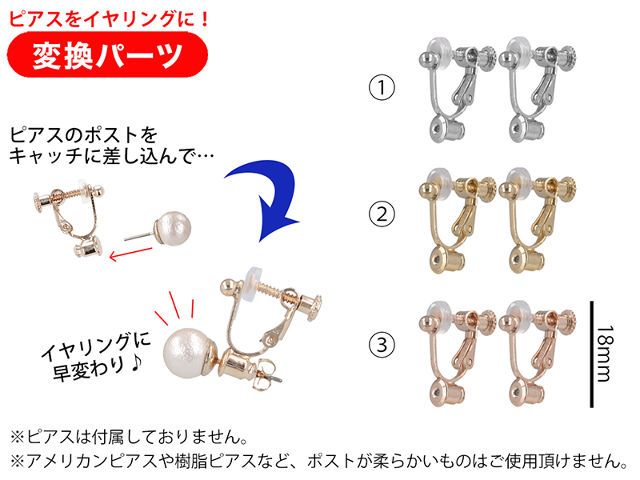 ピアスをイヤリングに!
変換パーツ
ピアスのポストを
キャッチに差し込んで…
イヤリングに
早変わり♪
①
②
③
18mm
※ピアスは付属しておりません。
※アメリカンピアスや樹脂ピアスなど、ポストが柔らかいものはご使用頂けません。